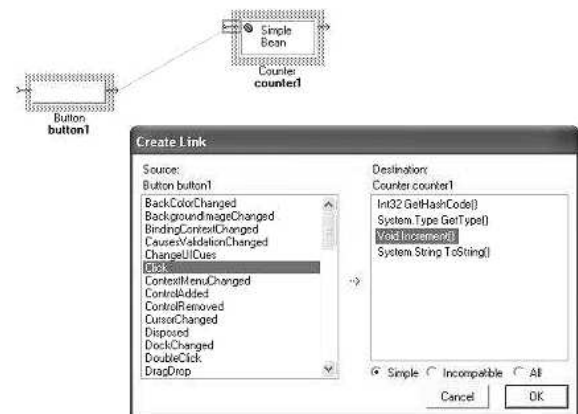 Simple
Bean
Counter
counter1
Button
button1
Create Link
Source:
Button button1
BackColorChanged
BackgroundImageChanged
BindingContextChanged
CausesValidationChanged
ChangeUICues
Click
ContextMenuChanged
ControlAdded
ControlRemoved
CursorChanged
Disposed
DockChanged
DoubleClick
DragDrop
Destination:
Counter counter1
Int32 GetHashCode()
System.Type GetType()
Void Increment()
System.String ToString()
Simple Incompatible All
Cancel OK